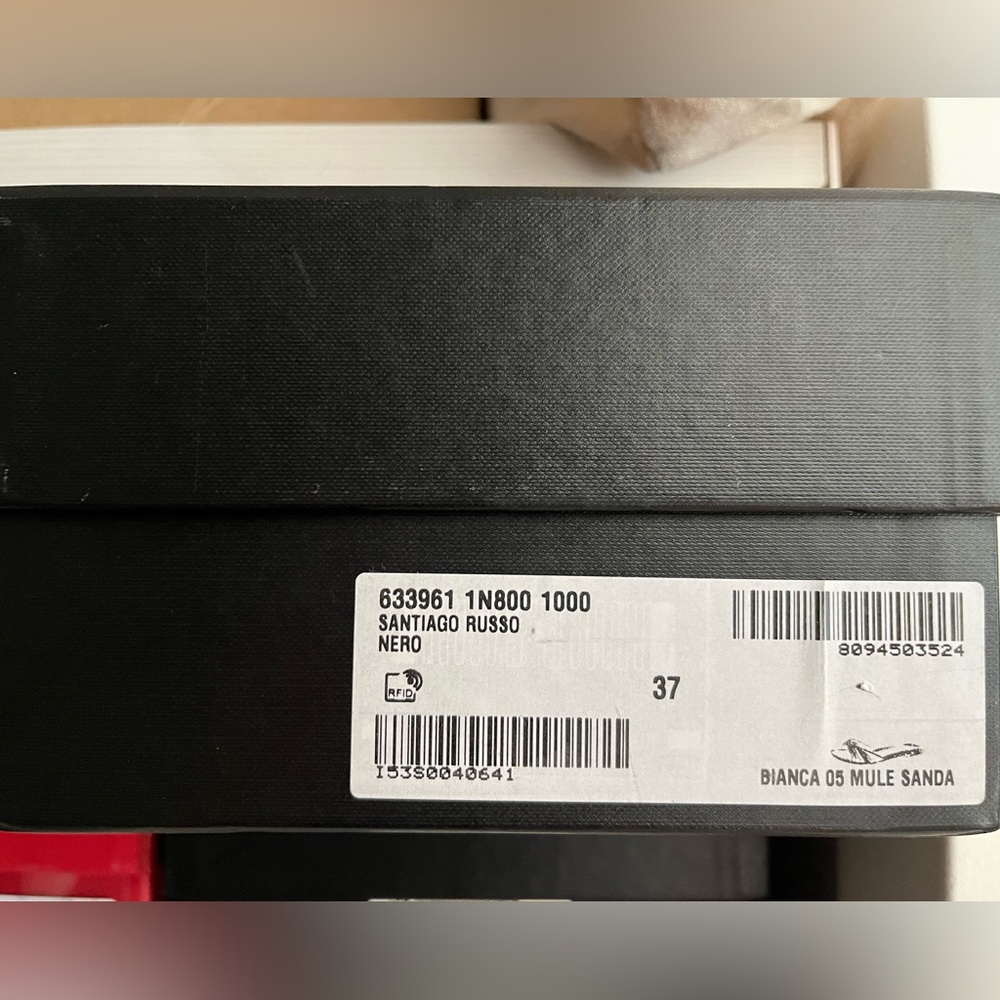 633961 1N800 1000
SANTIAGO RUSSO
NERO
8094503524
RFID
37
I53S0040641
BIANCA 05 MULE SANDA